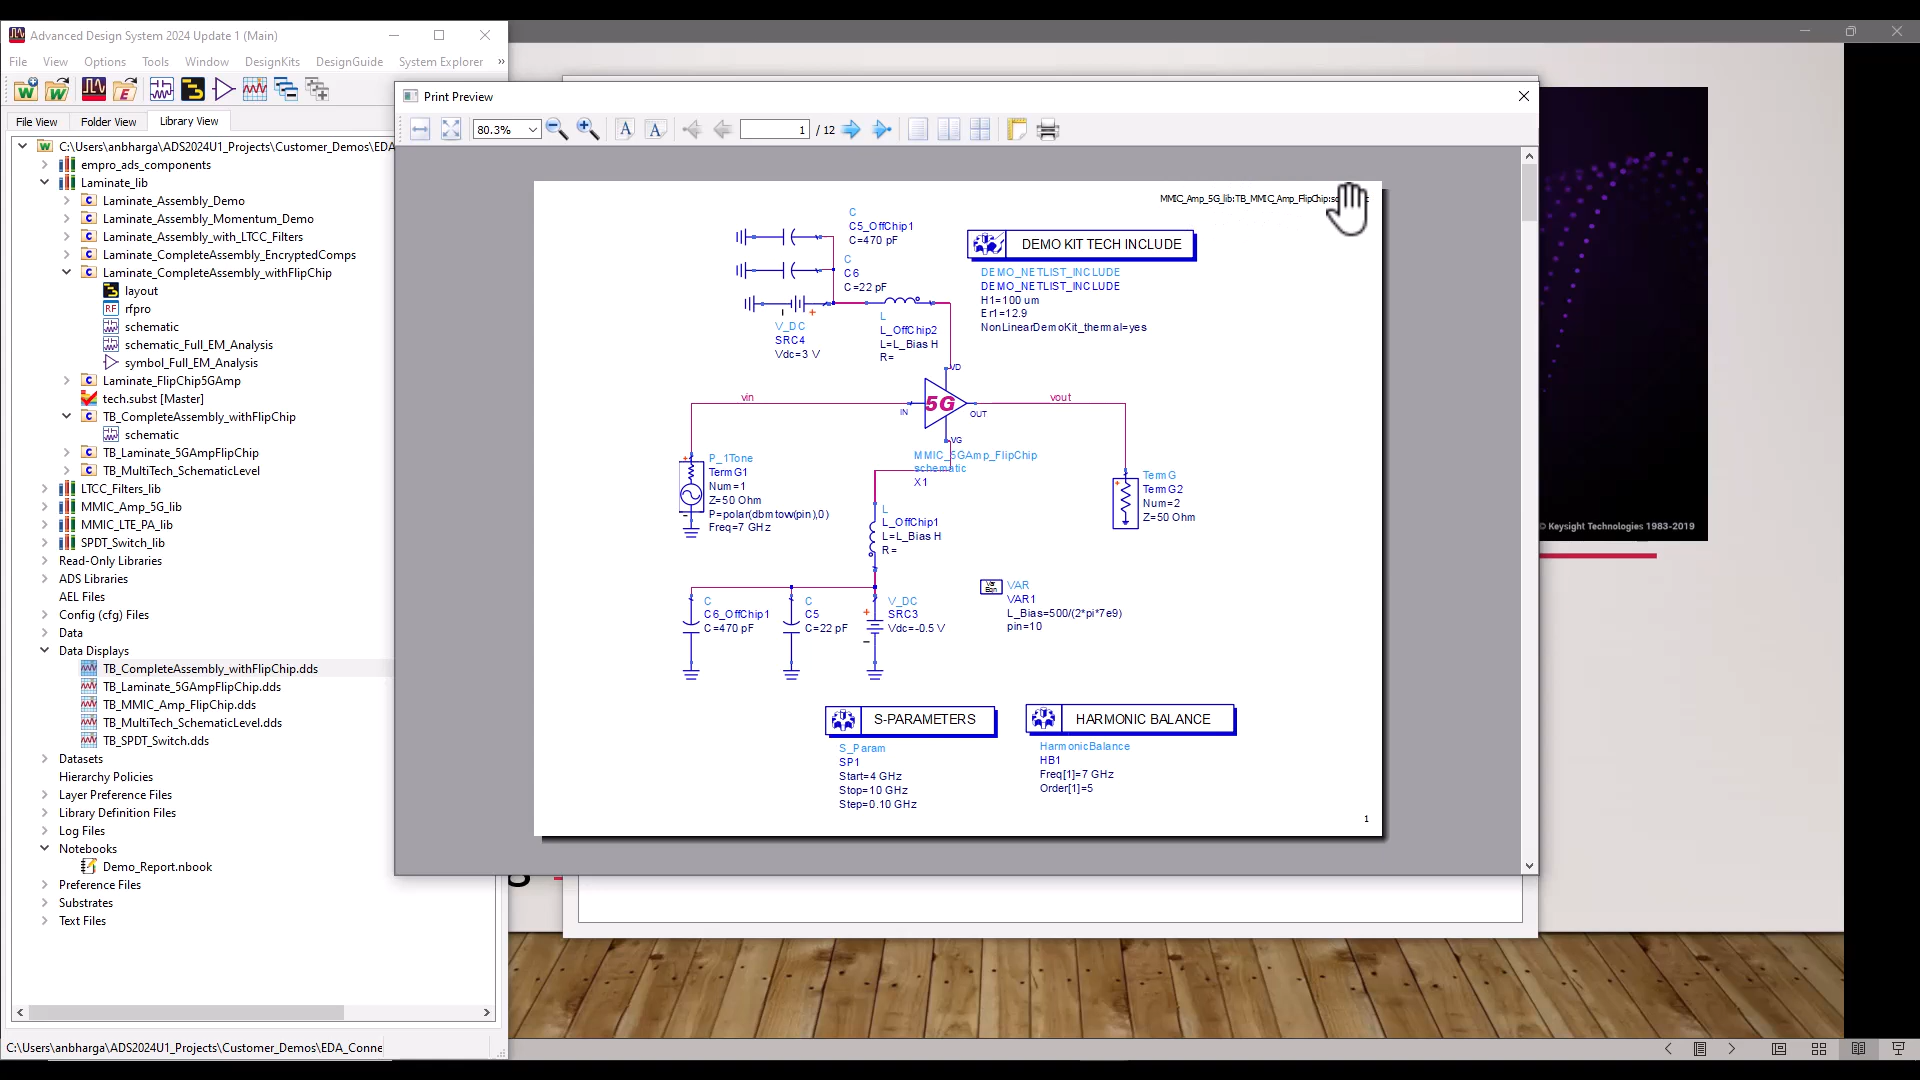 Advanced Design System 2024 Update 1 (Main)
File View Options Tools Window DesignKits DesignGuide System Explorer »
File View Folder View Library View
C:\Users\anbharga\ADS2024U1_Projects\Customer_Demos\EDA
empro_ads_components
Laminate_lib
Laminate_Assembly_Demo
Laminate_Assembly_Momentum_Demo
Laminate_Assembly_with_LTCC_Filters
Laminate_CompleteAssembly_EncryptedComps
Laminate_CompleteAssembly_withFlipChip
layout
rfpro
schematic
schematic_Full_EM_Analysis
symbol_Full_EM_Analysis
Laminate_FlipChip5GAmp
tech.subst [Master]
TB_CompleteAssembly_withFlipChip
schematic
TB_Laminate_5GAmpFlipChip
TB_MultiTech_SchematicLevel
LTCC_Filters_lib
MMIC_Amp_5G_lib
MMIC_LTE_PA_lib
SPDT_Switch_lib
Read-Only Libraries
ADS Libraries
AEL Files
Config (cfg) Files
Data
Data Displays
TB_CompleteAssembly_withFlipChip.dds
TB_Laminate_5GAmpFlipChip.dds
TB_MMIC_Amp_FlipChip.dds
TB_MultiTech_SchematicLevel.dds
TB_SPDT_Switch.dds
Datasets
Hierarchy Policies
Layer Preference Files
Library Definition Files
Log Files
Notebooks
Demo_Report.nbook
Preference Files
Substrates
Text Files
C:\Users\anbharga\ADS2024U1_Projects\Customer_Demos\EDA_Conne
Print Preview
80.3% 1 / 12
MMIC_Amp_5G_lib:TB_MMIC_Amp_FlipChip:
C
C5_OffChip1
C=470 pF
C
C6
C=22 pF
V_DC
SRC4
Vdc=3 V
L
L_OffChip2
L=L_Bias H
R=
DEMO KIT TECH INCLUDE
DEMO_NETLIST_INCLUDE
DEMO_NETLIST_INCLUDE
H1=100 um
Er1=12.9
NonLinearDemoKit_thermal=yes
VD
vin
vout
5G
IN
OUT
VG
MMIC_5GAmp_FlipChip
schematic
X1
P_1Tone
TermG1
Num=1
Z=50 Ohm
P=polar(dbmtow(pin),0)
Freq=7 GHz
TermG
TermG2
Num=2
Z=50 Ohm
L
L_OffChip1
L=L_Bias H
R=
C
C6_OffChip1
C=470 pF
C
C5
C=22 pF
V_DC
SRC3
Vdc=-0.5 V
Var
Eqn
VAR
VAR1
L_Bias=500/(2*pi*7e9)
pin=10
S-PARAMETERS
S_Param
SP1
Start=4 GHz
Stop=10 GHz
Step=0.10 GHz
HARMONIC BALANCE
HarmonicBalance
HB1
Freq[1]=7 GHz
Order[1]=5
1
© Keysight Technologies 1983-2019